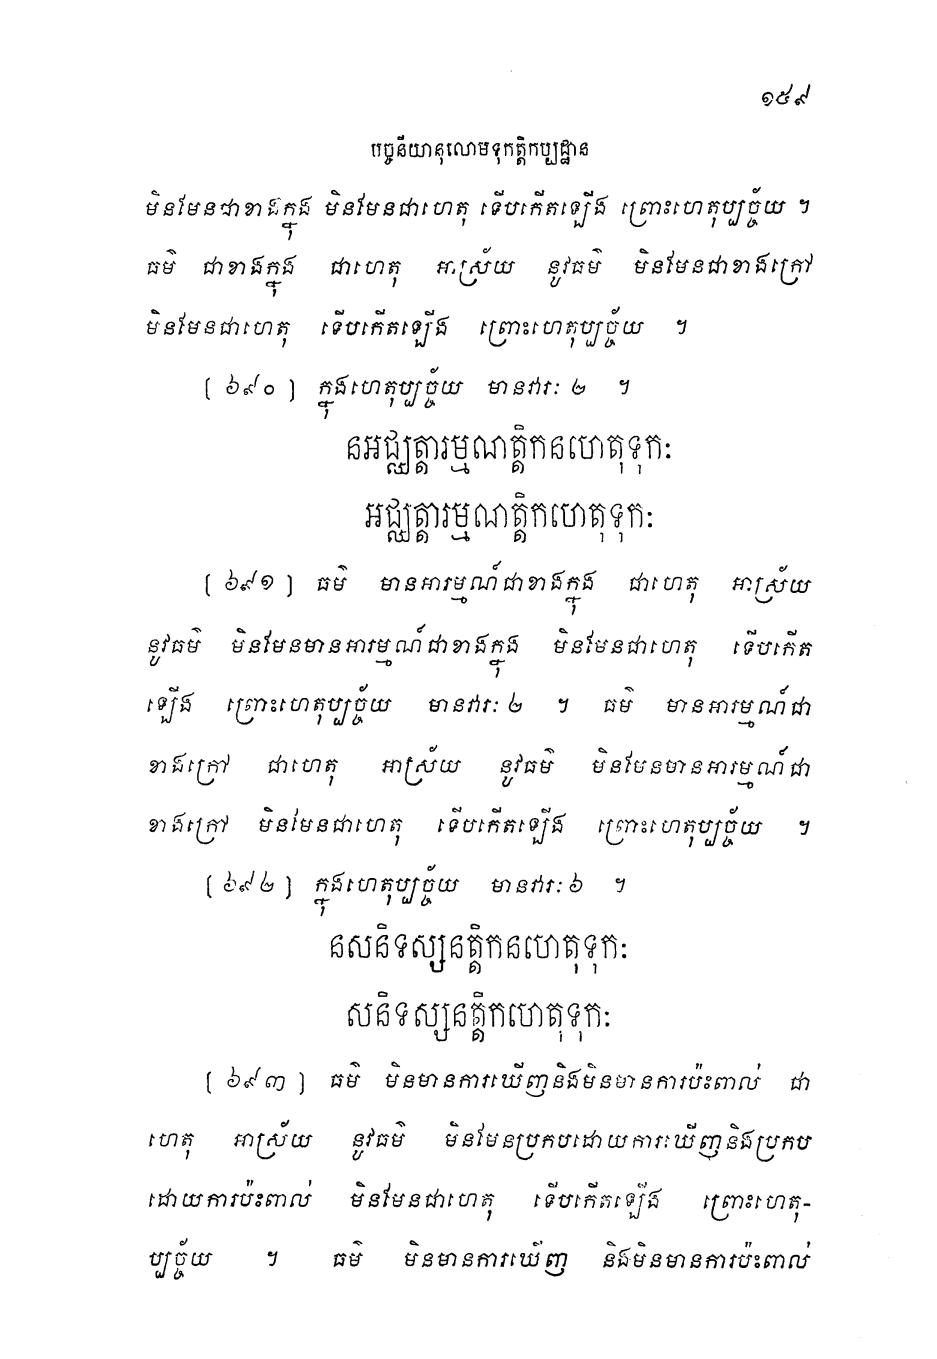 ១៥៩
បច្ចនីយានុលោមទុកត្តិកប្បដ្ឋាន
មិនមែនជាខាងក្នុង មិនមែនជាហេតុ ទើបកើតឡើង ព្រោះហេតុប្បច្ច័យ ។
ធម៌ ជាខាងក្នុង ជាហេតុ អាស្រ័យ នូវធម៌ មិនមែនជាខាងក្រៅ
មិនមែនជាហេតុ ទើបកើតឡើង ព្រោះហេតុប្បច្ច័យ ។
[ ៦៩០ ] ក្នុងហេតុប្បច្ច័យ មានវារៈ ២ ។
នអជ្ឈត្តារម្មណត្តិកនហេតុទុកៈ
អជ្ឈត្តារម្មណត្តិកហេតុទុកៈ
[ ៦៩១ ] ធម៌ មានអារម្មណ៍ជាខាងក្នុង ជាហេតុ អាស្រ័យ
នូវធម៌ មិនមែនមានអារម្មណ៍ជាខាងក្នុង មិនមែនជាហេតុ ទើបកើត
ឡើង ព្រោះហេតុប្បច្ច័យ មានវារៈ ២ ។ ធម៌ មានអារម្មណ៍ជា
ខាងក្រៅ ជាហេតុ អាស្រ័យ នូវធម៌ មិនមែនមានអារម្មណ៍ជា
ខាងក្រៅ មិនមែនជាហេតុ ទើបកើតឡើង ព្រោះហេតុប្បច្ច័យ ។
[ ៦៩២ ] ក្នុងហេតុប្បច្ច័យ មានវារៈ ៦ ។
នសនិទស្សនត្តិកនហេតុទុកៈ
សនិទស្សនត្តិកហេតុទុកៈ
[ ៦៩៣ ] ធម៌ មិនមានការឃើញនិងមិនមានការប៉ះពាល់ ជា
ហេតុ អាស្រ័យ នូវធម៌ មិនមែនប្រកបដោយការឃើញនិងប្រកប
ដោយការប៉ះពាល់ មិនមែនជាហេតុ ទើបកើតឡើង ព្រោះហេតុ-
ប្បច្ច័យ ។ ធម៌ មិនមានការឃើញ និងមិនមានការប៉ះពាល់